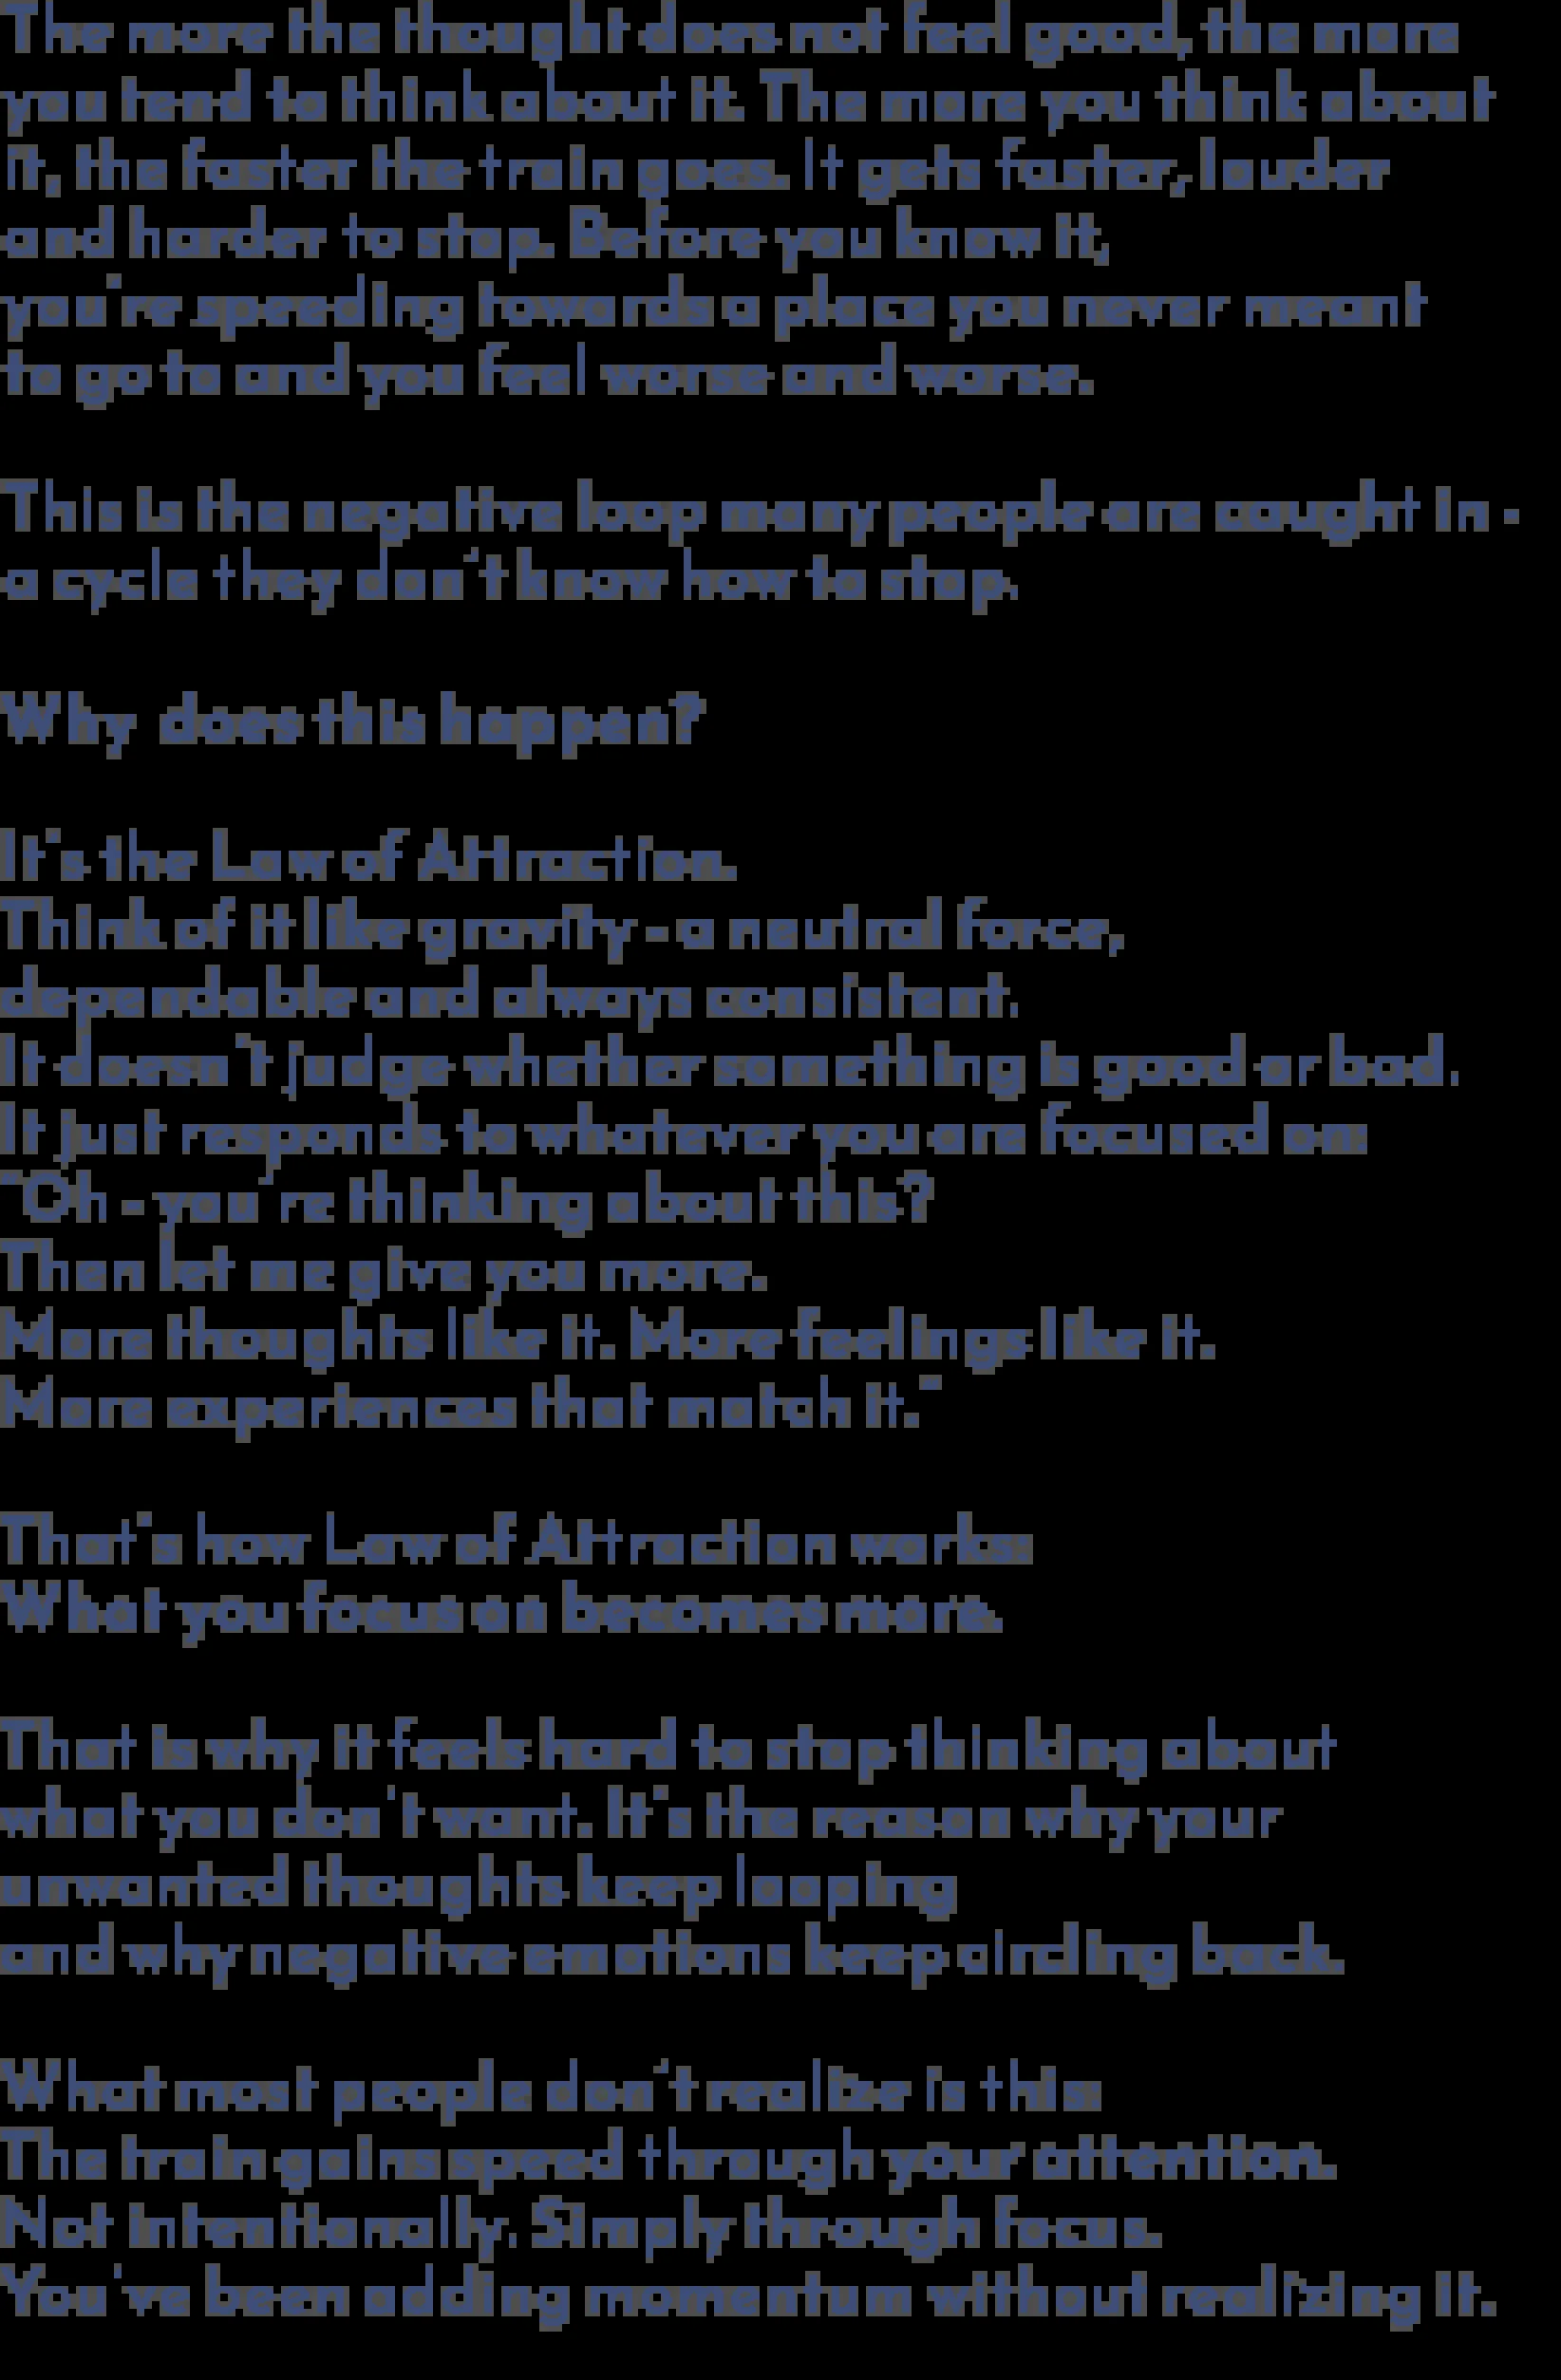 The more the thought does not feel good, the more
you tend to think about it. The more you think about
it, the faster the train goes. It gets faster, louder
and harder to stop. Before you know it,
you're speeding towards a place you never meant
to go to and you feel worse and worse.
This is the negative loop many people are caught in -
a cycle they don't know how to stop.
Why does this happen?
It's the Law of Attraction.
Think of it like gravity - a neutral force,
dependable and always consistent.
It doesn't judge whether something is good or bad.
It just responds to whatever you are focused on:
"Oh - you're thinking about this?
Then let me give you more.
More thoughts like it. More feelings like it.
More experiences that match it."
That's how Law of Attraction works:
What you focus on becomes more.
That is why it feels hard to stop thinking about
what you don't want. It's the reason why your
unwanted thoughts keep looping
and why negative emotions keep circling back.
What most people don't realize is this:
The train gains speed through your attention.
Not intentionally. Simply through focus.
You've been adding momentum without realizing it.